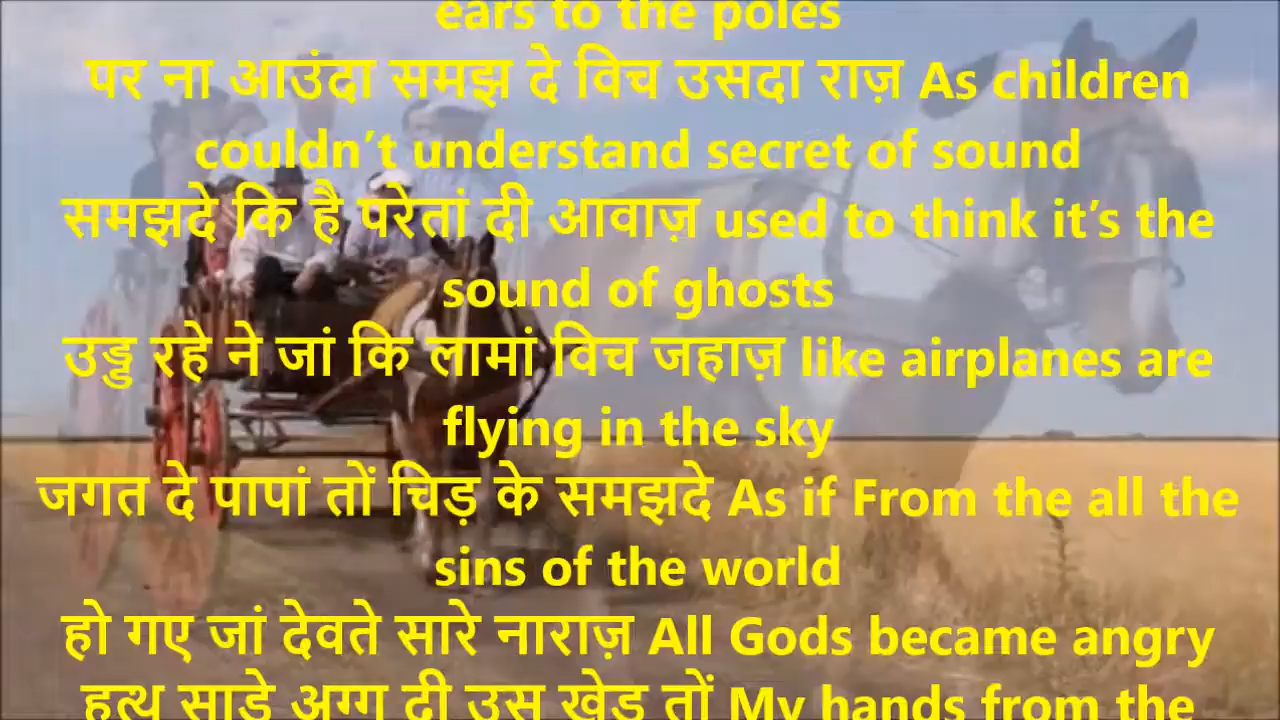 ears to the poles
पर ना आउंदा समझ दे विच उसदा राज़ As children
couldn’t understand secret of sound
समझदे कि है परेतां दी आवाज़ used to think it’s the
sound of ghosts
उड्ड रहे ने जां कि लामां विच जहाज़ like airplanes are
flying in the sky
जगत दे पापां तों चिड़ के समझदे As if From the all the
sins of the world
हो गए जां देवते सारे नाराज़ All Gods became angry
हत्थ साडे अग्ग दी उस खेड तों My hands from the